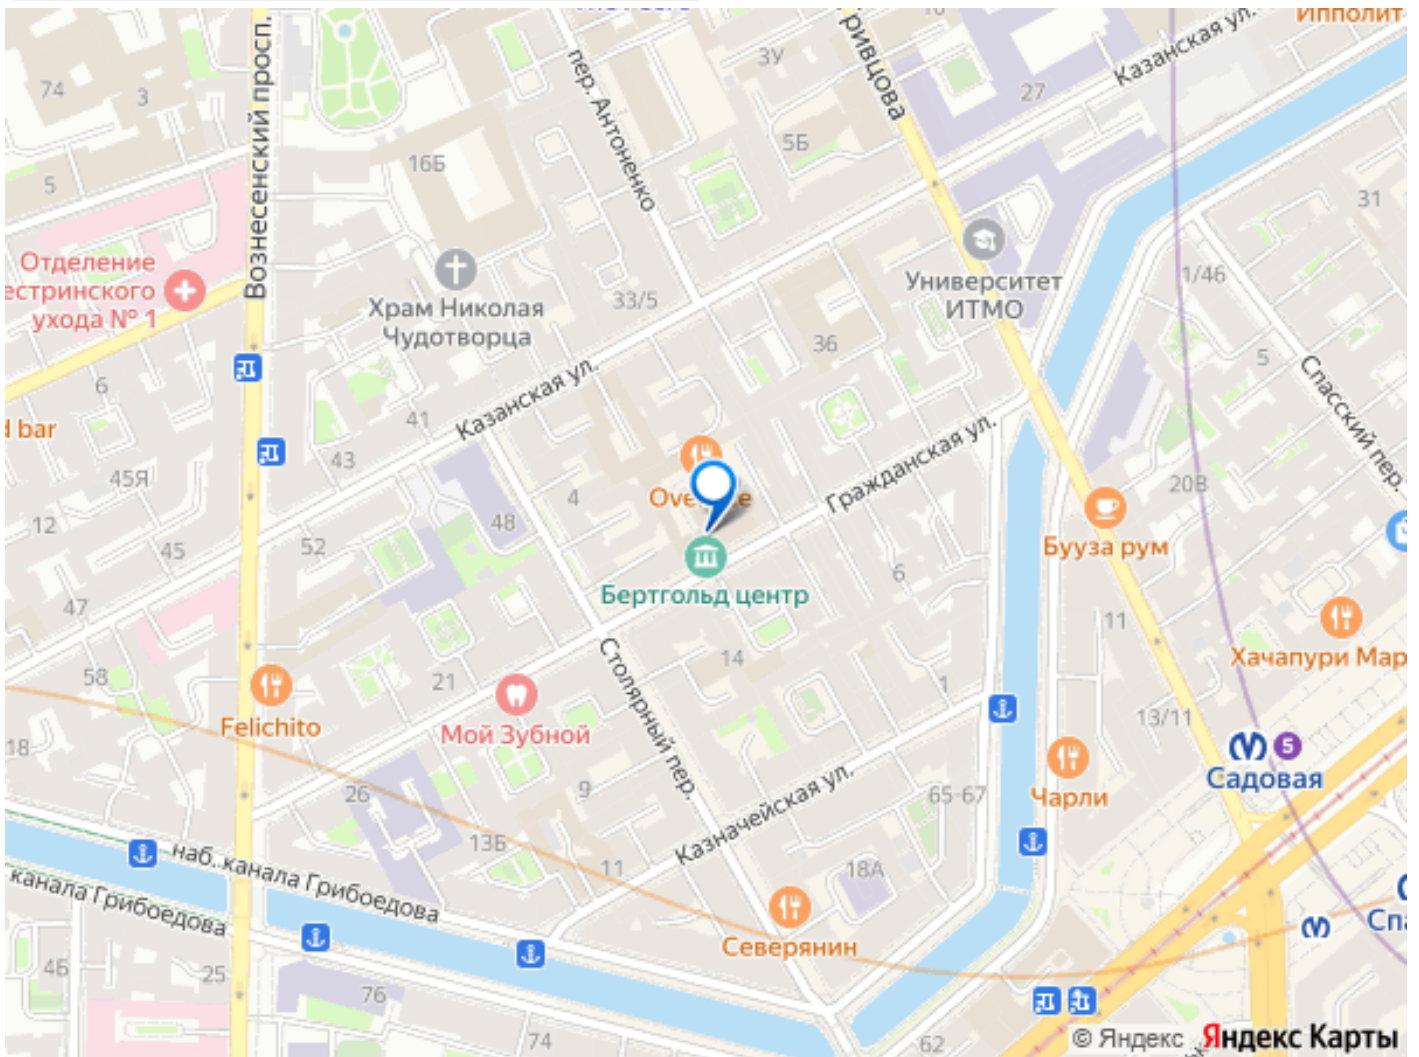 Ипполит
Казанская ул.
Вознесенский просп.
пер. Антоненко
ривцова
74
3
3У
27
5Б
16Б
5
31
Отделение
естринского
ухода № 1
Храм Николая
Чудотворца
33/5
Университет
ИТМО
1/46
36
5
Спасский пер.
6
Казанская ул.
41
d bar
43
45Я
4
Гражданская ул.
20В
12
48
45
52
6
Бууза рум
Бертгольд центр
47
11
14
Столярный пер.
Хачапури Мар
58
21
1
13/11
Felichito
Мой Зубной
18
5
Садовая
26
9
65-67
Чарли
13Б
Казначейская ул.
11
18А
наб. канала Грибоедова
канала Грибоедова
Северянин
Спа
4Б
25
76
74
62
© Яндекс
Яндекс Карты